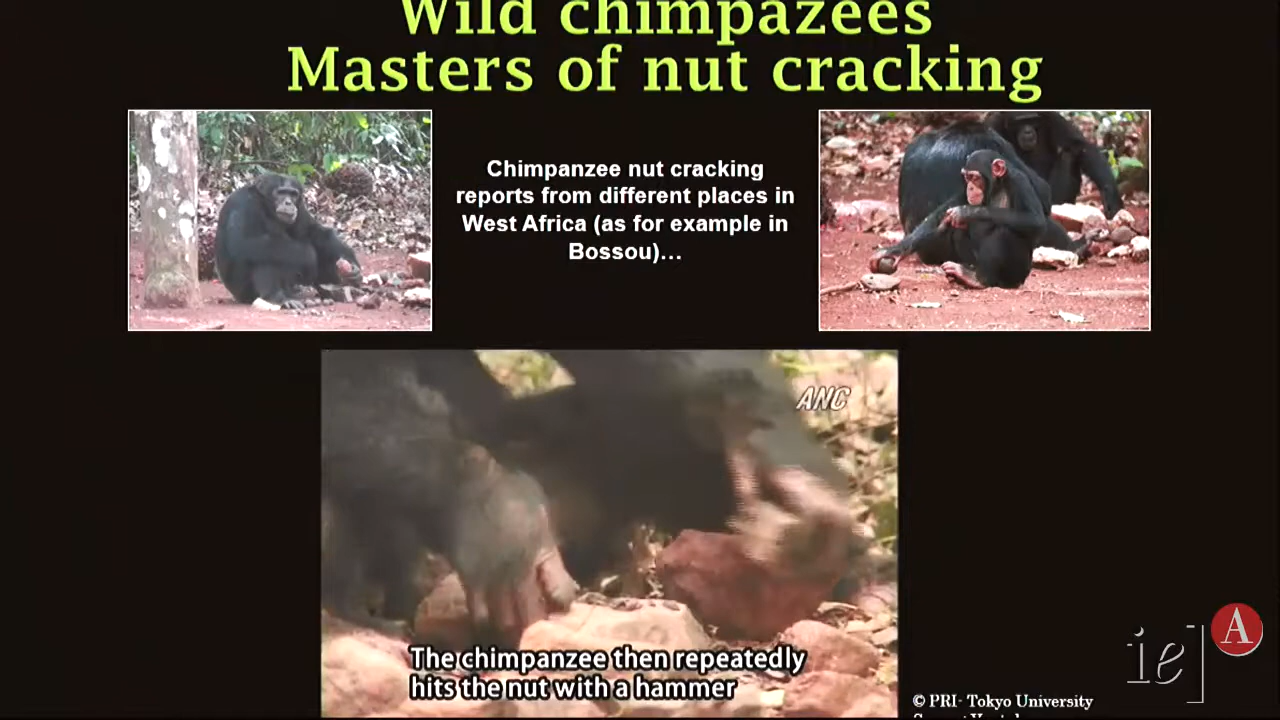 Wild chimpazees
Masters of nut cracking
Chimpanzee nut cracking
reports from different places in
West Africa (as for example in
Bossou)…
ANC
The chimpanzee then repeatedly
hits the nut with a hammer
ie]
A
© PRI- Tokyo University